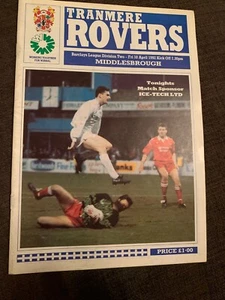 TRANMERE
ROVERS
Barclays League Division Two - Fri 10 April 1992 Kick Off 7.30pm
MIDDLESBROUGH
Tonights
Match Sponsor
ICE-TECH LTD
PRICE £1·00